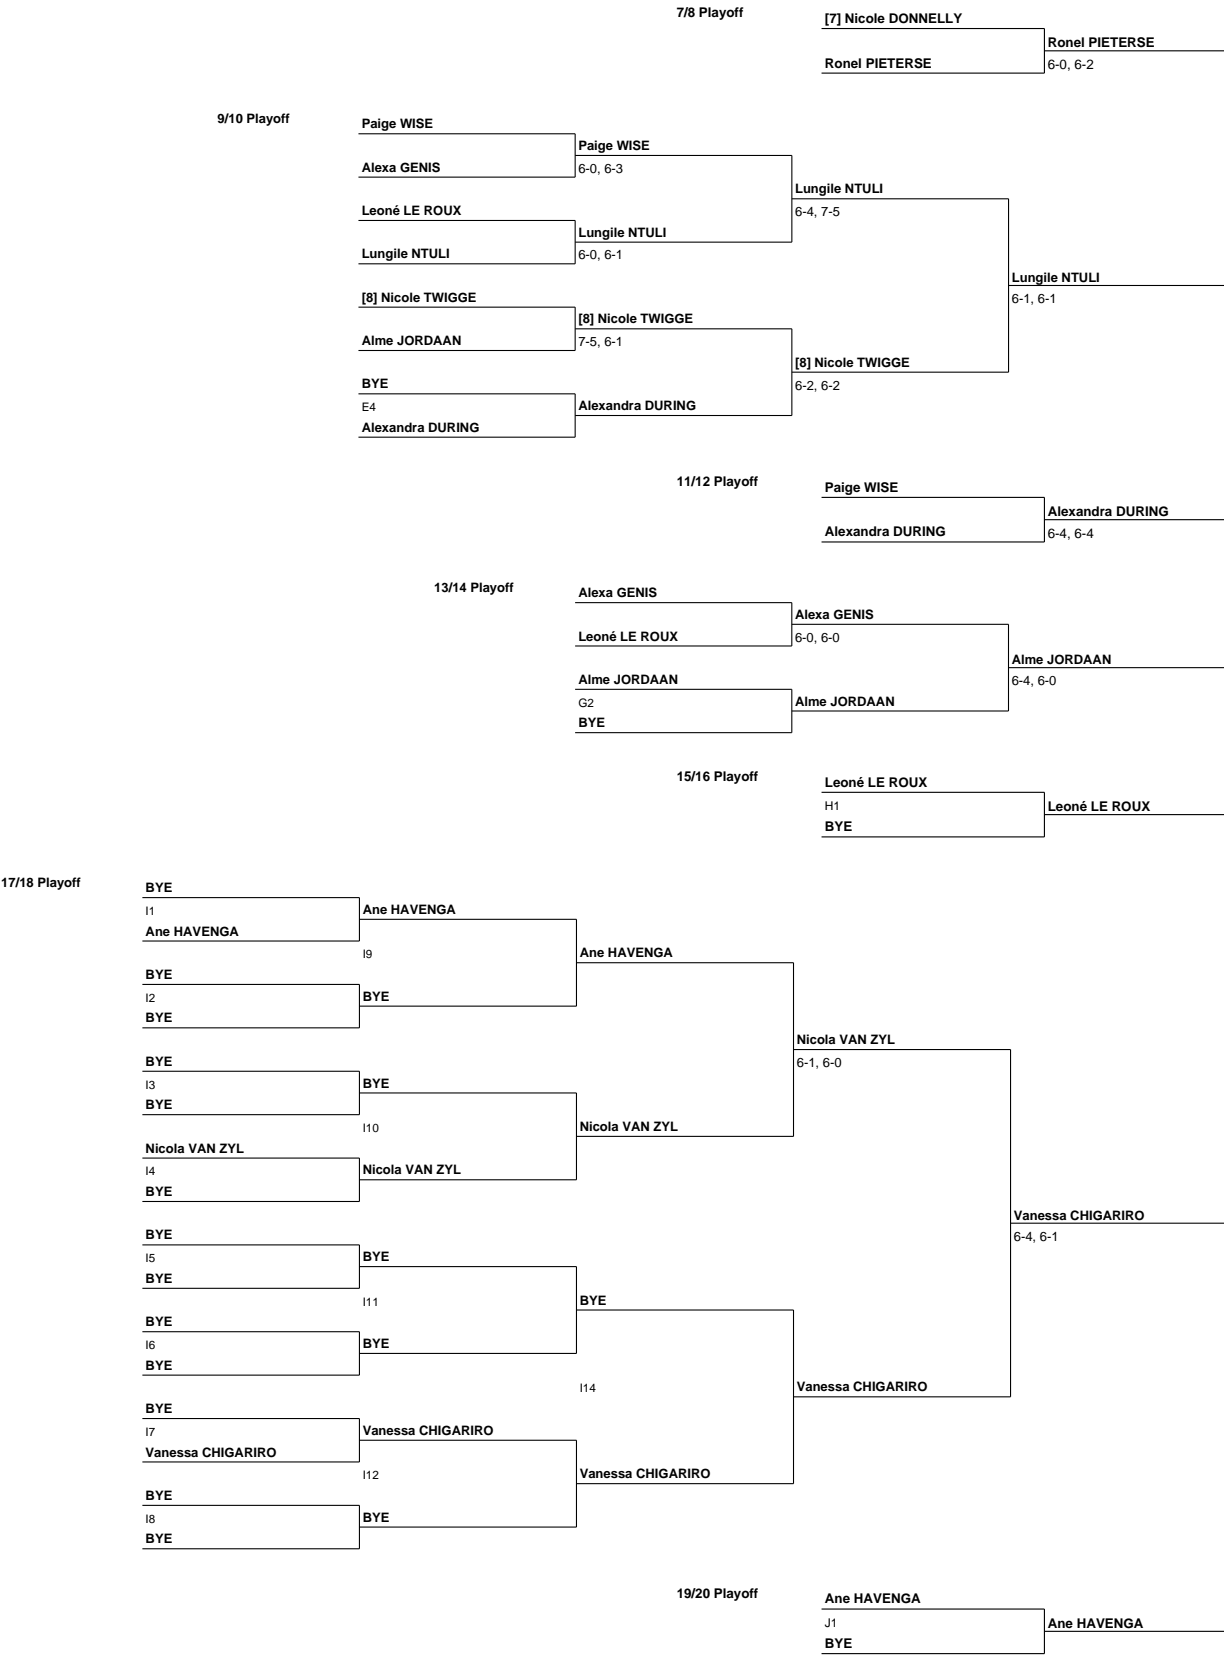 7/8 Playoff
[7] Nicole DONNELLY
Ronel PIETERSE
Ronel PIETERSE
6-0, 6-2
9/10 Playoff
Paige WISE
Paige WISE
Alexa GENIS
6-0, 6-3
Lungile NTULI
Leoné LE ROUX
6-4, 7-5
Lungile NTULI
Lungile NTULI
6-0, 6-1
Lungile NTULI
[8] Nicole TWIGGE
6-1, 6-1
[8] Nicole TWIGGE
Alme JORDAAN
7-5, 6-1
[8] Nicole TWIGGE
BYE
6-2, 6-2
E4
Alexandra DURING
Alexandra DURING
11/12 Playoff
Paige WISE
Alexandra DURING
Alexandra DURING
6-4, 6-4
13/14 Playoff
Alexa GENIS
Alexa GENIS
Leoné LE ROUX
6-0, 6-0
Alme JORDAAN
Alme JORDAAN
6-4, 6-0
G2
Alme JORDAAN
BYE
15/16 Playoff
Leoné LE ROUX
H1
Leoné LE ROUX
BYE
17/18 Playoff
BYE
I1
Ane HAVENGA
Ane HAVENGA
I9
Ane HAVENGA
BYE
I2
BYE
BYE
Nicola VAN ZYL
6-1, 6-0
BYE
I3
BYE
BYE
I10
Nicola VAN ZYL
Nicola VAN ZYL
I4
Nicola VAN ZYL
BYE
Vanessa CHIGARIRO
6-4, 6-1
BYE
I5
BYE
BYE
I11
BYE
BYE
I6
BYE
BYE
I14
Vanessa CHIGARIRO
BYE
I7
Vanessa CHIGARIRO
Vanessa CHIGARIRO
I12
Vanessa CHIGARIRO
BYE
I8
BYE
BYE
19/20 Playoff
Ane HAVENGA
J1
Ane HAVENGA
BYE